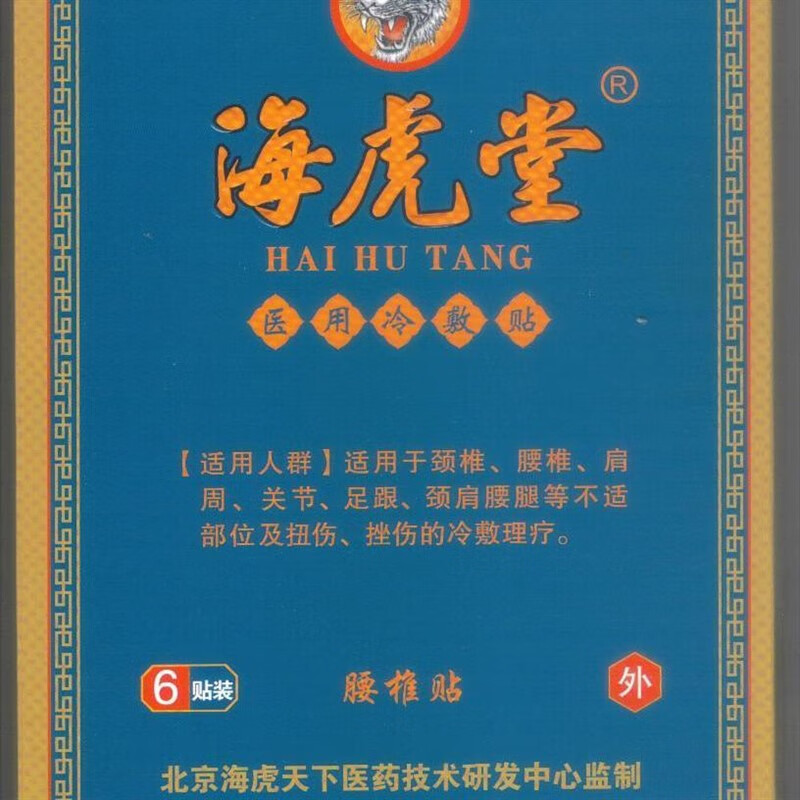 海虎堂®
HAI HU TANG
医用冷敷贴
【适用人群】适用于颈椎、腰椎、肩
周、关节、足跟、颈肩腰腿等不适
部位及扭伤、挫伤的冷敷理疗。
6贴装
腰椎贴
外
北京海虎天下医药技术研发中心监制